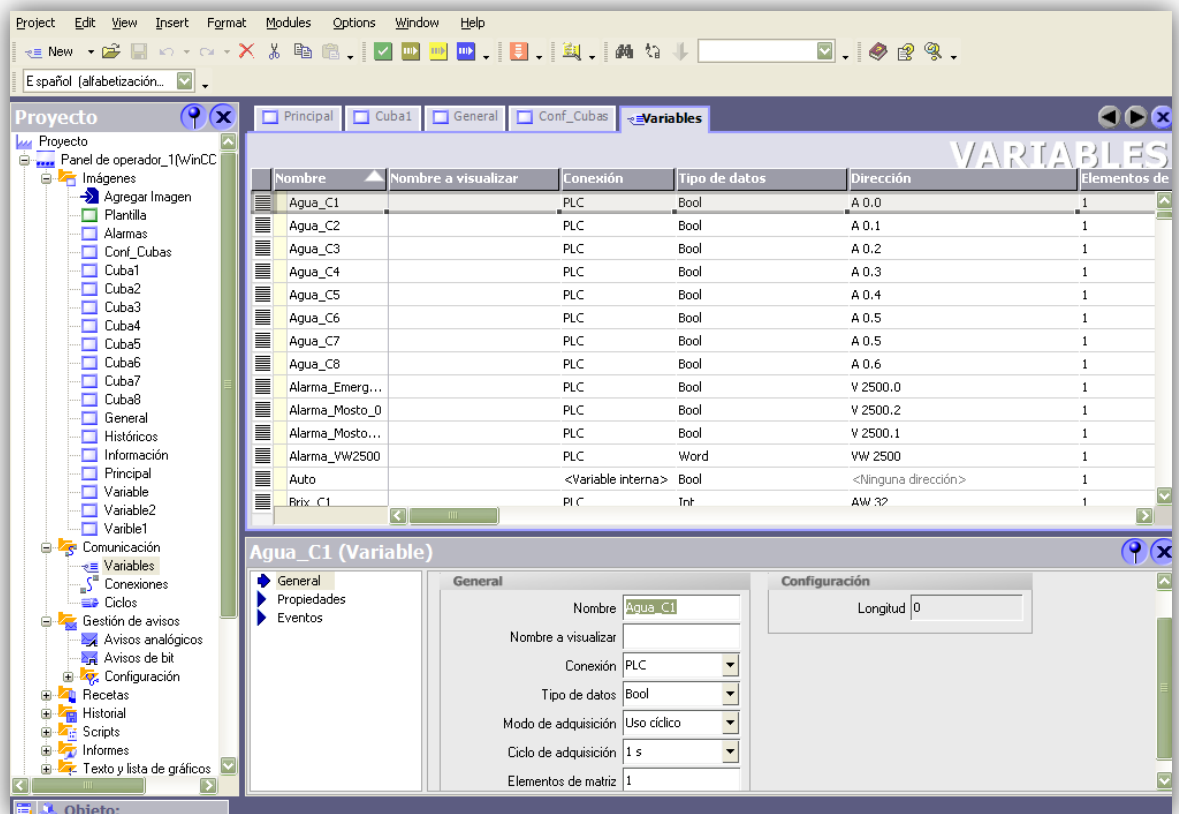 Project Edit View Insert Format Modules Options Window Help
New
Español (alfabetización...
Proyecto
Proyecto
Panel de operador_1(WinCC
Imágenes
Agregar Imagen
Plantilla
Alarmas
Conf_Cubas
Cuba1
Cuba2
Cuba3
Cuba4
Cuba5
Cuba6
Cuba7
Cuba8
General
Históricos
Información
Principal
Variable
Variable2
Varible1
Comunicación
Variables
Conexiones
Ciclos
Gestión de avisos
Avisos analógicos
Avisos de bit
Configuración
Recetas
Historial
Scripts
Informes
Texto y lista de gráficos
Objeto:
Principal Cuba1 General Conf_Cubas Variables
VARIABLES
Nombre Nombre a visualizar Conexión Tipo de datos Dirección Elementos de
Agua_C1 PLC Bool A 0.0 1
Agua_C2 PLC Bool A 0.1 1
Agua_C3 PLC Bool A 0.2 1
Agua_C4 PLC Bool A 0.3 1
Agua_C5 PLC Bool A 0.4 1
Agua_C6 PLC Bool A 0.5 1
Agua_C7 PLC Bool A 0.5 1
Agua_C8 PLC Bool A 0.6 1
Alarma_Emerg... PLC Bool V 2500.0 1
Alarma_Mosto_0 PLC Bool V 2500.2 1
Alarma_Mosto... PLC Bool V 2500.1 1
Alarma_VW2500 PLC Word VW 2500 1
Auto <Variable interna> Bool <Ninguna dirección> 1
Brix_C1 PLC Int AW 32 1
Agua_C1 (Variable)
General
Propiedades
Eventos
General
Nombre Agua_C1
Nombre a visualizar
Conexión PLC
Tipo de datos Bool
Modo de adquisición Uso cíclico
Ciclo de adquisición 1 s
Elementos de matriz 1
Configuración
Longitud 0